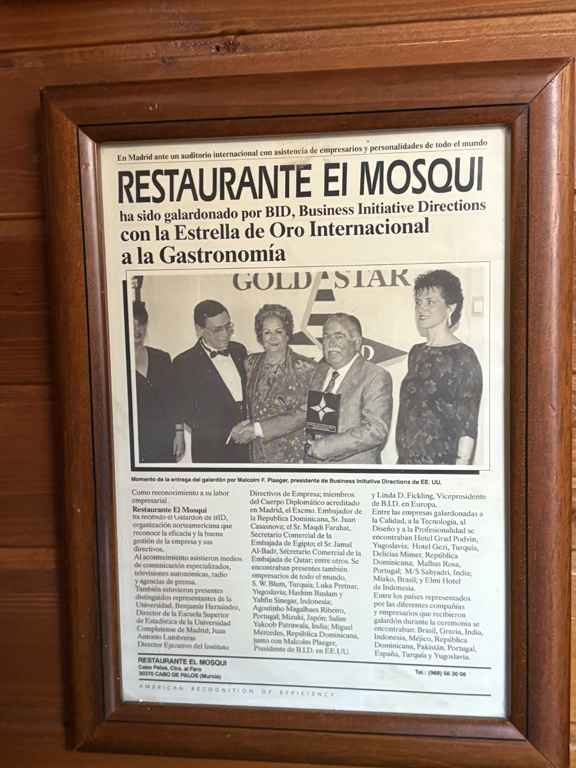 En Madrid ante un auditorio internacional con asistencia de empresarios y personalidades de todo el mundo
RESTAURANTE El MOSQUI
ha sido galardonado por BID, Business Initiative Directions
con la Estrella de Oro Internacional
a la Gastronomía
GOLD STAR
Momento de la entrega del galardón por Malcolm F. Plaeger, presidente de Business Initiative Directions de EE. UU.
Como reconocimiento a su labor
empresarial .
Restaurante El Mosqui
ha recibido el Galardón de BID,
organización norteamericana que
reconoce la eficacia y la buena
gestión de la empresa y sus
directivos.
Al acontecimiento asistieron medios
de comunicación especializados,
televisiones autonómicas, radio
y agencias de prensa.
También estuvieron presentes
distinguidos representantes de la
Universidad, Benjamin Hernández,
Director de la Escuela Superior
de Estadística de la Universidad
Complutense de Madrid; Juan
Antonio Lumbreras
Director Ejecutivo del Instituto
Directivos de Empresa; miembros
del Cuerpo Diplomático acreditado
en Madrid, el Excmo. Embajador de
la Republica Dominicana, Sr. Juan
Casasnova; el Sr. Maqdi Farahat,
Secretario Comercial de la
Embajada de Egipto; el Sr. Jamal
Al-Badr, Secretario Comercial de la
Embajada de Qatar; entre otros. Se
encontraban presentes también
empresarios de todo el mundo,
S. W. Blum, Turquía; Luka Pretnar,
Yugoslavia; Hashim Ruslam y
Yahfin Sinegar, Indonesia;
Agostinho Magalhaes Ribeiro,
Portugal; Mizuki, Japón; Salim
Yakoob Patrawala, India; Miguel
Mercedes, República Dominicana,
junto con Malcolm Plaeger,
Presidente de B.I.D. en EE.UU.
y Linda D. Fickling, Vicepresidente
de B.I.D. en Europa.
Entre las empresas galardonadas a
la Calidad, a la Tecnología, al
Diseño y a la Profesionalidad se
encontraban Hotel Grad Podvin,
Yugoslavia; Hotel Gezi, Turquía,
Delicias Mimer, República
Dominicana; Malhas Rosa,
Portugal; M/S Sahyadri, India;
Miako, Brasil; y Elmi Hotel
de Indonesia.
Entre los países representados
por las diferentes compañías
y empresarios que recibieron
galardón durante la ceremonia se
encontraban: Brasil, Grecia, India,
Indonesia, Méjico, República
Dominicana, Pakistán, Portugal,
España, Turquía y Yugoslavia.
RESTAURANTE EL MOSQUI
Cabo Palos, Ctra. al Faro
30370 CABO DE PALOS (Murcia)
Tel.: (968) 56 30 06
AMERICAN RECOGNITION OF EFFICIENCY